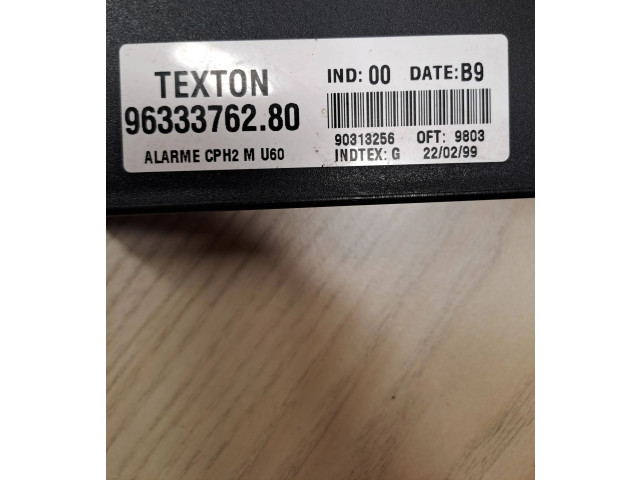 TEXTON
96333762.80
ALARME CPH2 M U60
IND: 00 DATE: B9
90313256 OFT: 9803
INDTEX: G 22/02/99